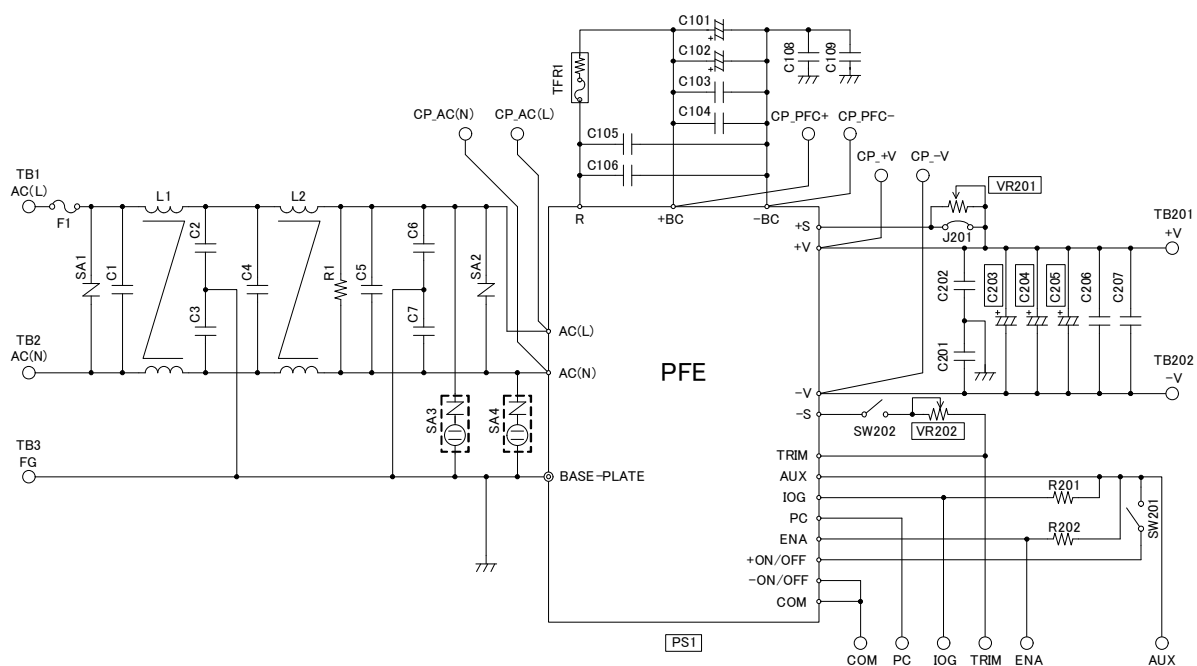 C101
C102
C103
C104
C105
C106
C108
C109
TFR1
CP_AC(N)
CP_AC(L)
CP_PFC+
CP_PFC-
CP_+V
CP_-V
TB1
AC(L)
F1
L1
L2
SA1
C1
C2
C3
C4
R1
C5
C6
C7
SA2
TB2
AC(N)
SA3
SA4
TB3
FG
R
+BC
-BC
AC(L)
AC(N)
BASE-PLATE
PFE
PS1
+S
+V
-V
-S
TRIM
AUX
IOG
PC
ENA
+ON/OFF
-ON/OFF
COM
VR201
J201
TB201
+V
C202
C201
C203
C204
C205
C206
C207
TB202
-V
SW202
VR202
R201
R202
SW201
COM
PC
IOG
TRIM
ENA
AUX